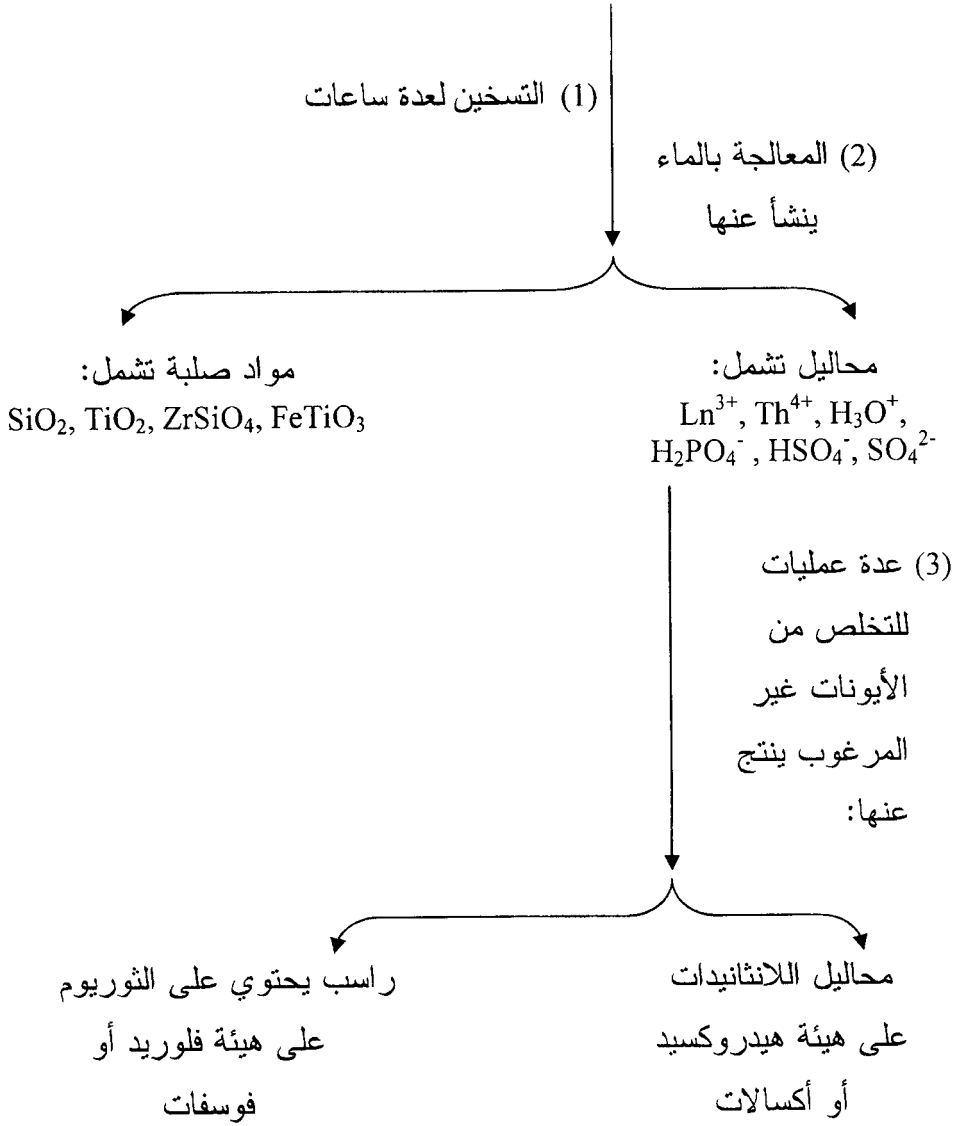 (1) التسخين لعدة ساعات
(2) المعالجة بالماء
ينشأ عنها
محاليل تشمل:
Ln³⁺, Th⁴⁺, H₃O⁺,
H₂PO₄⁻ , HSO₄⁻, SO₄²⁻
مواد صلبة تشمل:
SiO₂, TiO₂, ZrSiO₄, FeTiO₃
(3) عدة عمليات
للتخلص من
الأيونات غير
المرغوب ينتج
عنها:
محاليل اللانثانيدات
على هيئة هيدروكسيد
أو أكسالات
راسب يحتوي على الثوريوم
على هيئة فلوريد أو
فوسفات